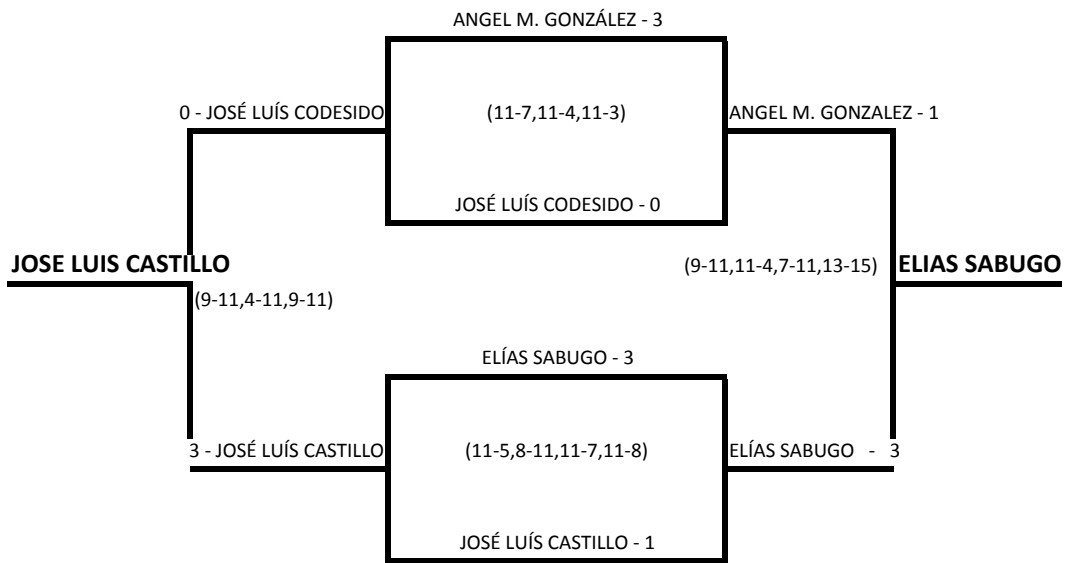 ANGEL M. GONZÁLEZ - 3
0 - JOSÉ LUÍS CODESIDO
(11-7,11-4,11-3)
ANGEL M. GONZALEZ - 1
JOSÉ LUÍS CODESIDO - 0
JOSE LUIS CASTILLO
(9-11,11-4,7-11,13-15)
ELIAS SABUGO
(9-11,4-11,9-11)
ELÍAS SABUGO - 3
3 - JOSÉ LUÍS CASTILLO
(11-5,8-11,11-7,11-8)
ELÍAS SABUGO - 3
JOSÉ LUÍS CASTILLO - 1